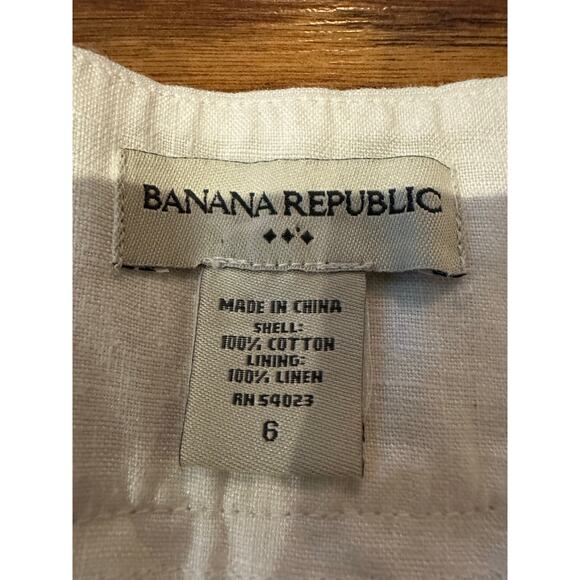 BANANA REPUBLIC
MADE IN CHINA
SHELL:
100% COTTON
LINING:
100% LINEN
RN 54023
6